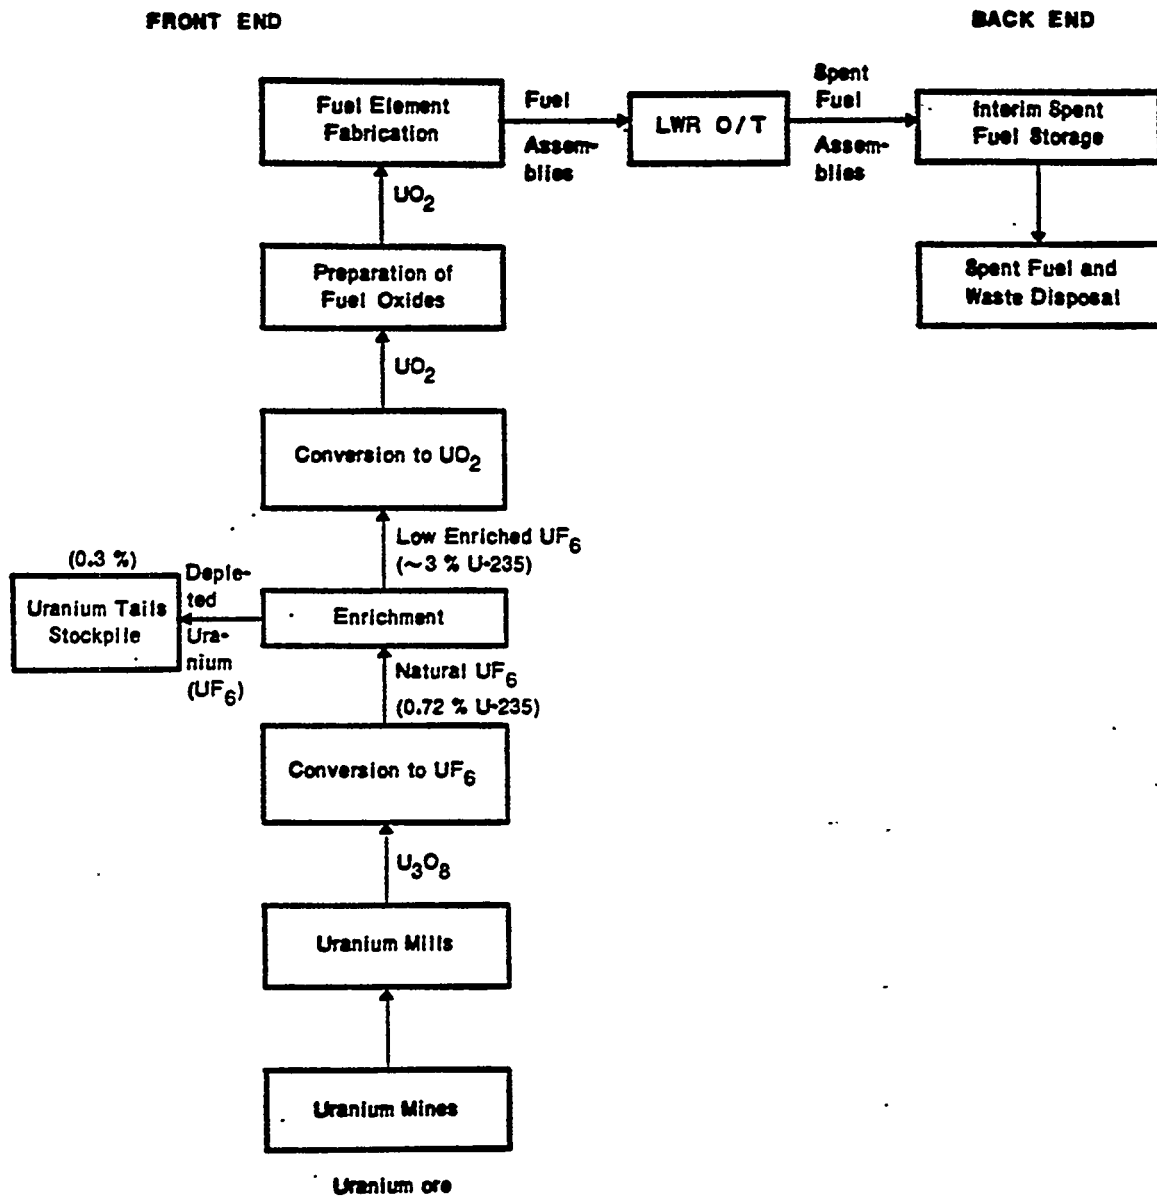 FRONT END
BACK END
Fuel Element
Fabrication
Fuel
Assem-
blies
LWR O/T
Spent
Fuel
Assem-
blies
Interim Spent
Fuel Storage
UO2
Preparation of
Fuel Oxides
Spent Fuel and
Waste Disposal
UO2
Conversion to UO2
Low Enriched UF6
(~3 % U-235)
(0.3 %)
Uranium Tails
Stockpile
Deple-
ted
Ura-
nium
(UF6)
Enrichment
Natural UF6
(0.72 % U-235)
Conversion to UF6
U3O8
Uranium Mills
Uranium Mines
Uranium ore